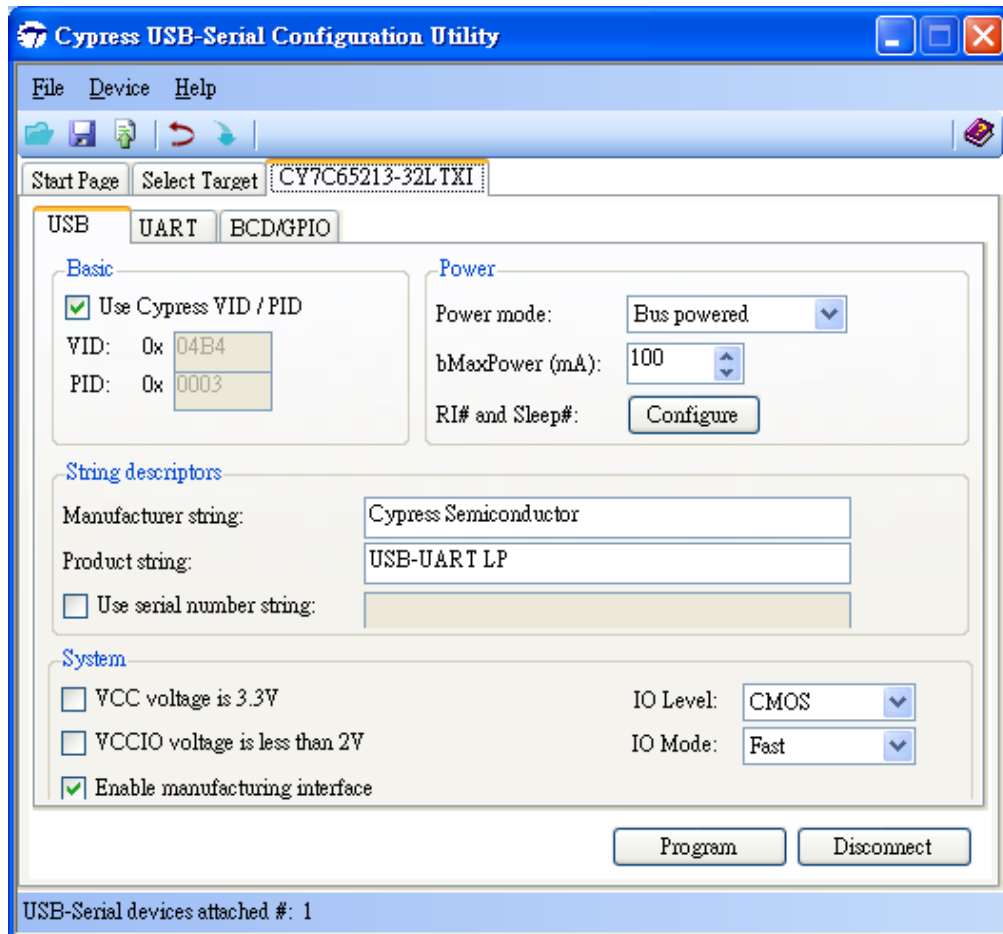 Cypress USB-Serial Configuration Utility
File Device Help
Start Page Select Target CY7C65213-32LTXI
USB UART BCD/GPIO
Basic
Use Cypress VID / PID
VID: 0x 04B4
PID: 0x 0003
Power
Power mode: Bus powered
bMaxPower (mA): 100
RI# and Sleep#: Configure
String descriptors
Manufacturer string: Cypress Semiconductor
Product string: USB-UART LP
Use serial number string:
System
VCC voltage is 3.3V IO Level: CMOS
VCCIO voltage is less than 2V IO Mode: Fast
Enable manufacturing interface
Program Disconnect
USB-Serial devices attached #: 1